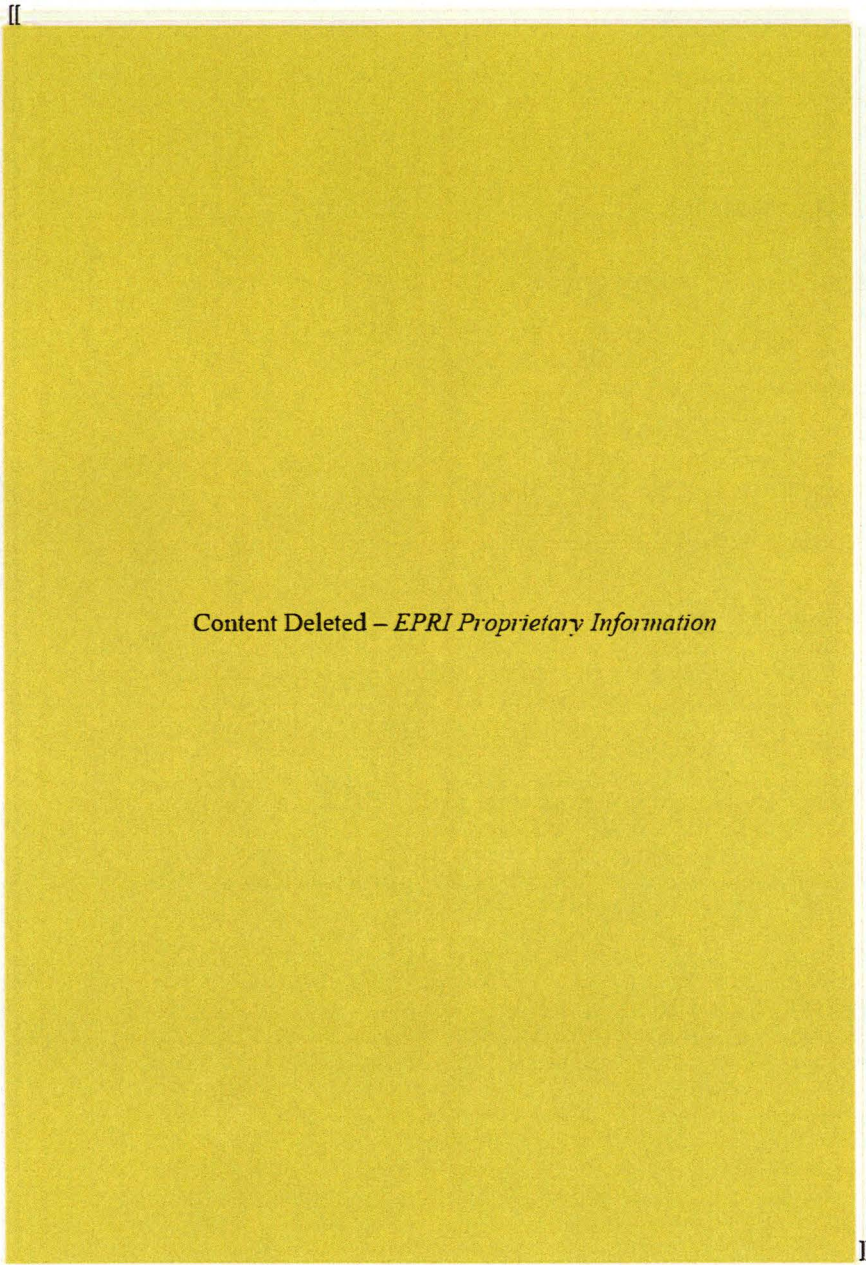 [[
Content Deleted – EPRI Proprietary Information
]